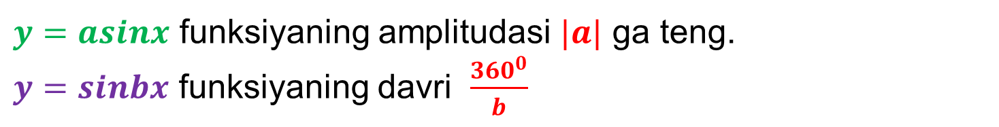 y = asinx funksiyaning amplitudasi |a| ga teng.
y = sinbx funksiyaning davri 360⁰/b